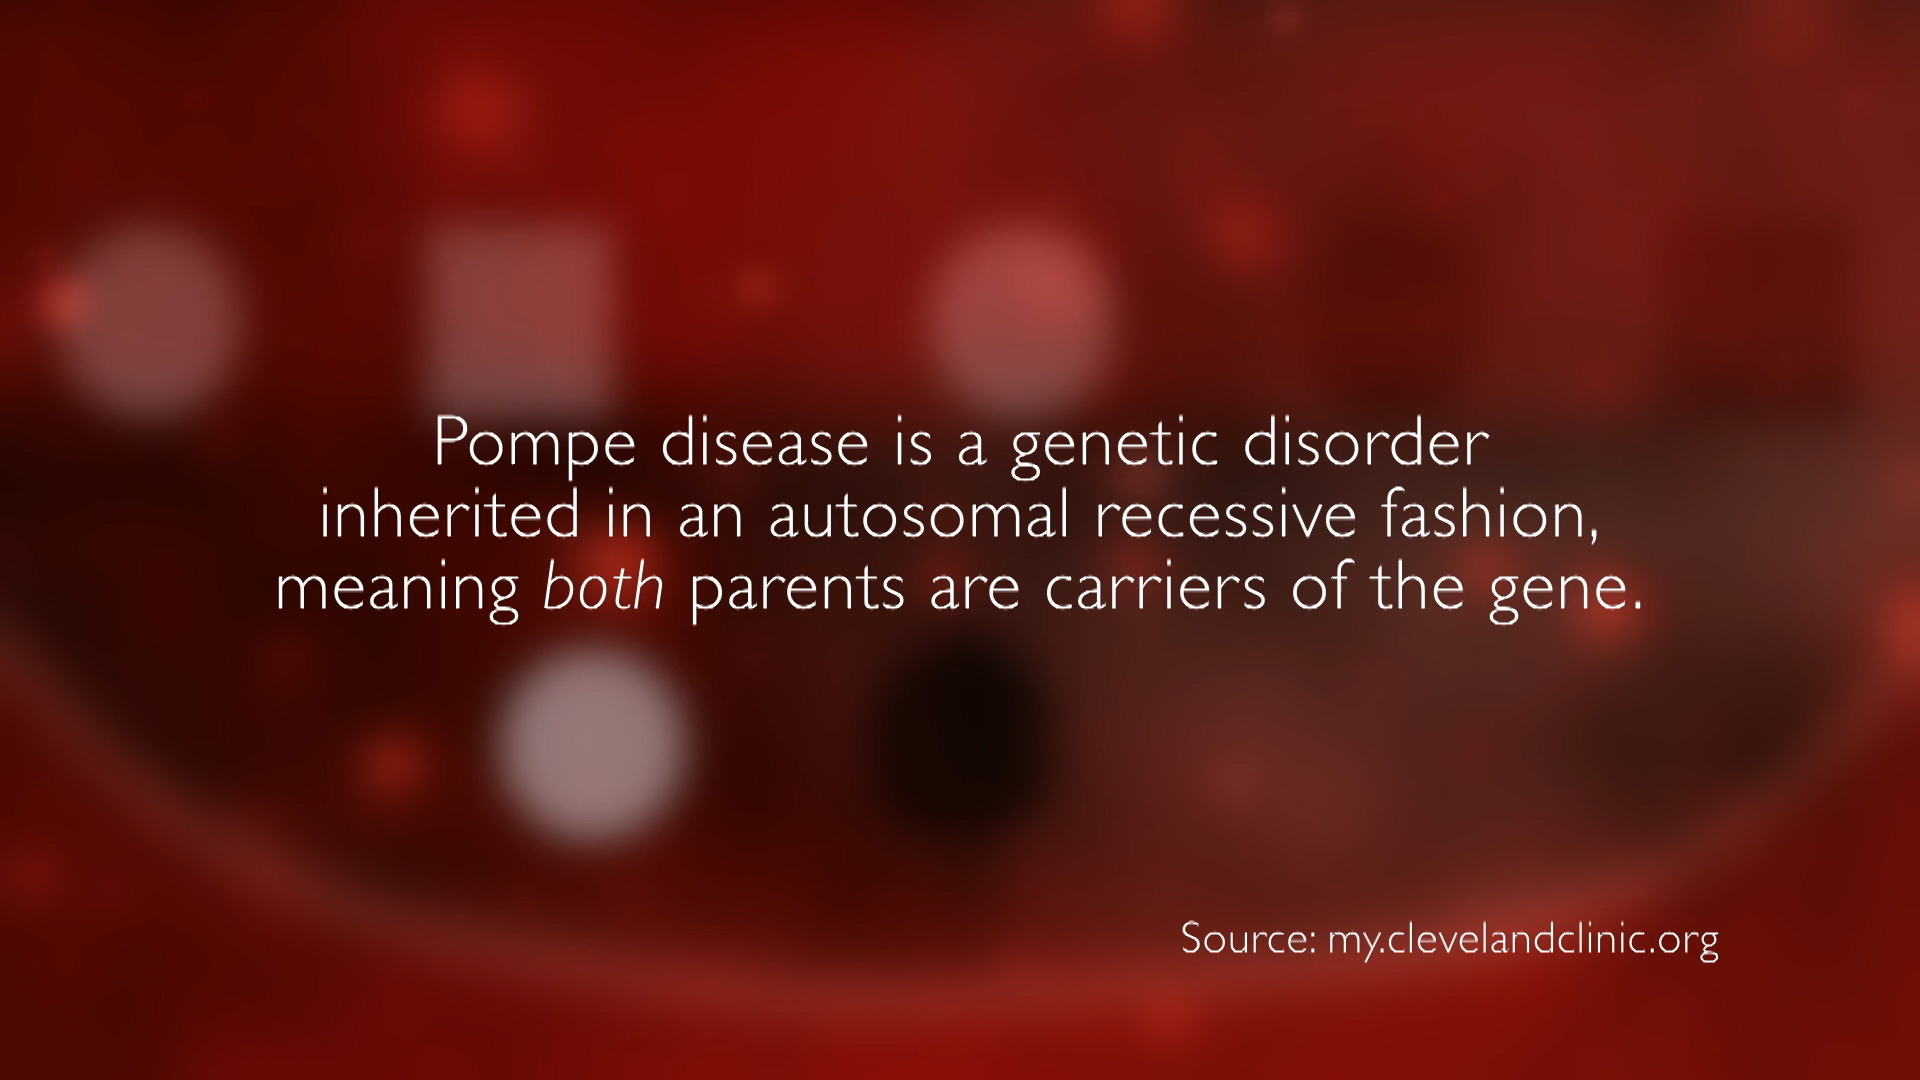 Pompe disease is a genetic disorder
inherited in an autosomal recessive fashion,
meaning both parents are carriers of the gene.
Source: my.clevelandclinic.org